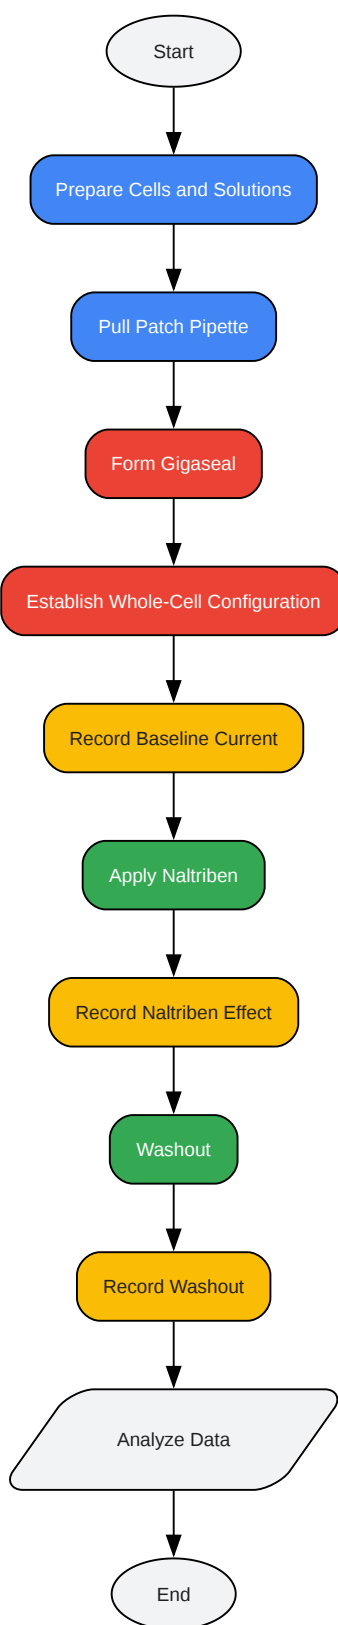 Start
Prepare Cells and Solutions
Pull Patch Pipette
Form Gigaseal
Establish Whole-Cell Configuration
Record Baseline Current
Apply Naltriben
Record Naltriben Effect
Washout
Record Washout
Analyze Data
End